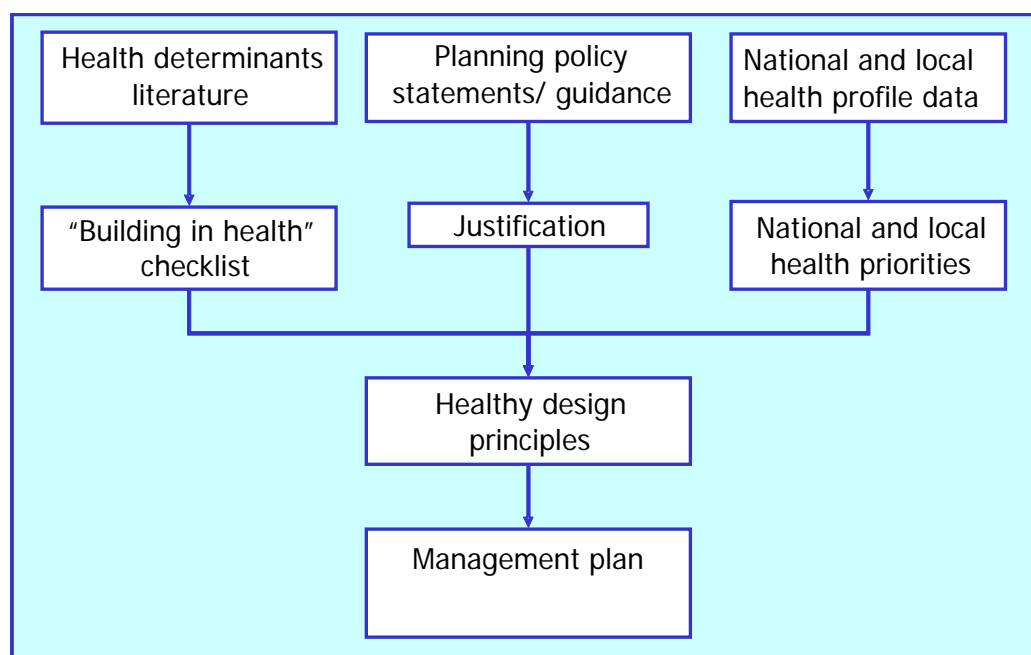 Health determinants
literature
Planning policy
statements/ guidance
National and local
health profile data
“Building in health”
checklist
Justification
National and local
health priorities
Healthy design
principles
Management plan